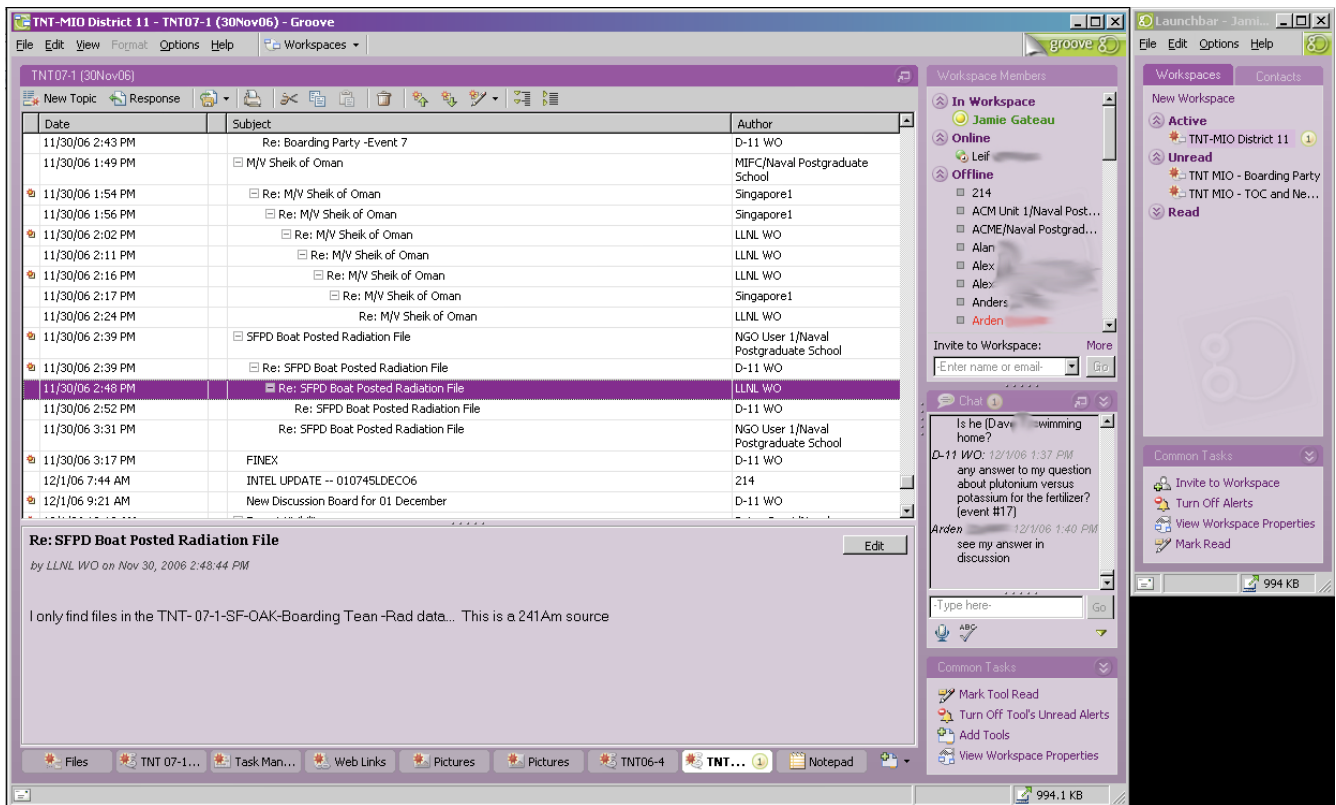 TNT-MIO District 11 - TNT07-1 (30Nov06) - Groove
File Edit View Format Options Help Workspaces
groove
TNT07-1 (30Nov06)
New Topic Response
Date Subject Author
11/30/06 2:43 PM Re: Boarding Party -Event 7 D-11 WO
11/30/06 1:49 PM M/V Sheik of Oman MIFC/Naval Postgraduate
School
11/30/06 1:54 PM Re: M/V Sheik of Oman Singapore1
11/30/06 1:56 PM Re: M/V Sheik of Oman Singapore1
11/30/06 2:02 PM Re: M/V Sheik of Oman LLNL WO
11/30/06 2:11 PM Re: M/V Sheik of Oman LLNL WO
11/30/06 2:16 PM Re: M/V Sheik of Oman LLNL WO
11/30/06 2:17 PM Re: M/V Sheik of Oman Singapore1
11/30/06 2:24 PM Re: M/V Sheik of Oman LLNL WO
11/30/06 2:39 PM SFPD Boat Posted Radiation File NGO User 1/Naval
Postgraduate School
11/30/06 2:39 PM Re: SFPD Boat Posted Radiation File D-11 WO
11/30/06 2:48 PM Re: SFPD Boat Posted Radiation File LLNL WO
11/30/06 2:52 PM Re: SFPD Boat Posted Radiation File D-11 WO
11/30/06 3:31 PM Re: SFPD Boat Posted Radiation File NGO User 1/Naval
Postgraduate School
11/30/06 3:17 PM FINEX D-11 WO
12/1/06 7:44 AM INTEL UPDATE -- 010745LDECO6 214
12/1/06 9:21 AM New Discussion Board for 01 December D-11 WO
Re: SFPD Boat Posted Radiation File
Edit
by LLNL WO on Nov 30, 2006 2:48:44 PM
I only find files in the TNT- 07-1-SF-OAK-Boarding Tean -Rad data... This is a 241Am source
Files TNT 07-1... Task Man... Web Links Pictures Pictures TNT06-4 TNT... 1 Notepad
994.1 KB
Workspace Members
In Workspace
Jamie Gateau
Online
Leif
Offline
214
ACM Unit 1/Naval Post...
ACME/Naval Postgrad...
Alan
Alex
Alex
Anders
Arden
Invite to Workspace: More
-Enter name or email- Go
Chat 1
Is he (Dave swimming
home?
D-11 WO: 12/1/06 1:37 PM
any answer to my question
about plutonium versus
potassium for the fertilizer?
(event #17)
Arden 12/1/06 1:40 PM
see my answer in
discussion
-Type here- Go
ABC
Common Tasks
Mark Tool Read
Turn Off Tool's Unread Alerts
Add Tools
View Workspace Properties
Launchbar - Jami...
File Edit Options Help
Workspaces Contacts
New Workspace
Active
TNT-MIO District 11 1
Unread
TNT MIO - Boarding Party
TNT MIO - TOC and Ne...
Read
Common Tasks
Invite to Workspace
Turn Off Alerts
View Workspace Properties
Mark Read
994 KB